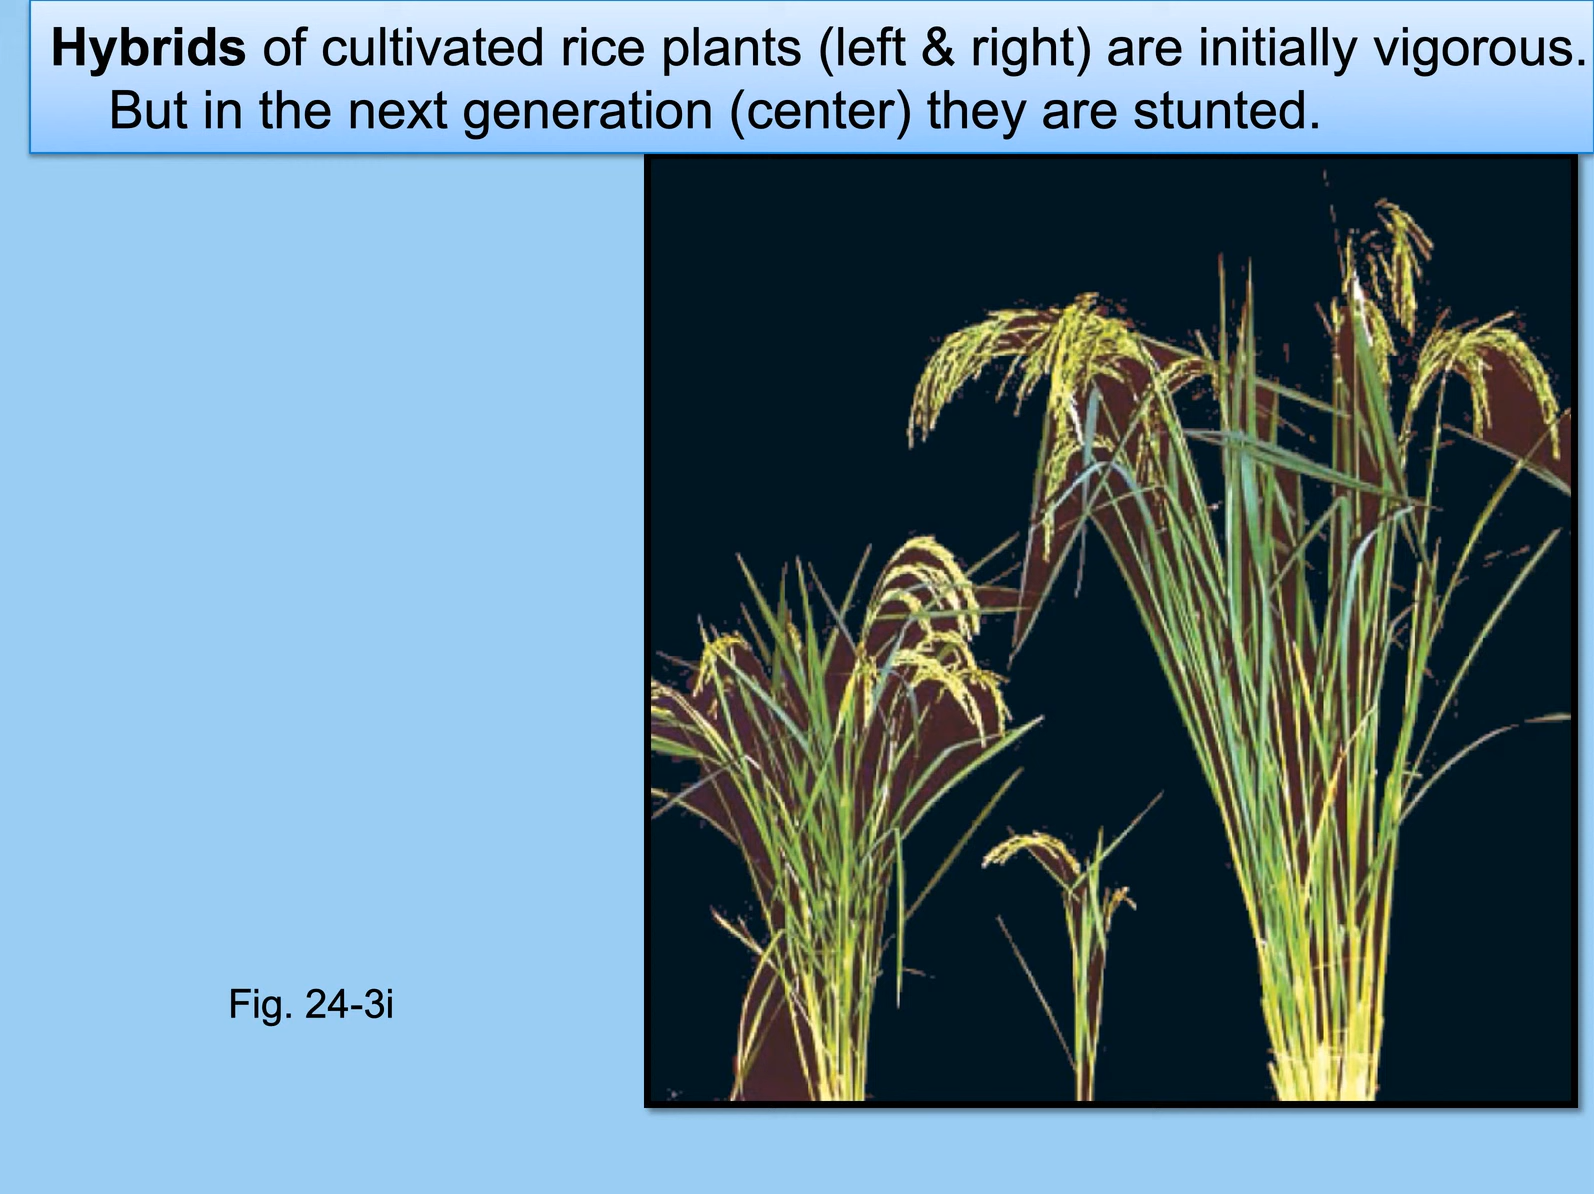 Hybrids of cultivated rice plants (left & right) are initially vigorous.
But in the next generation (center) they are stunted.
Fig. 24-3i